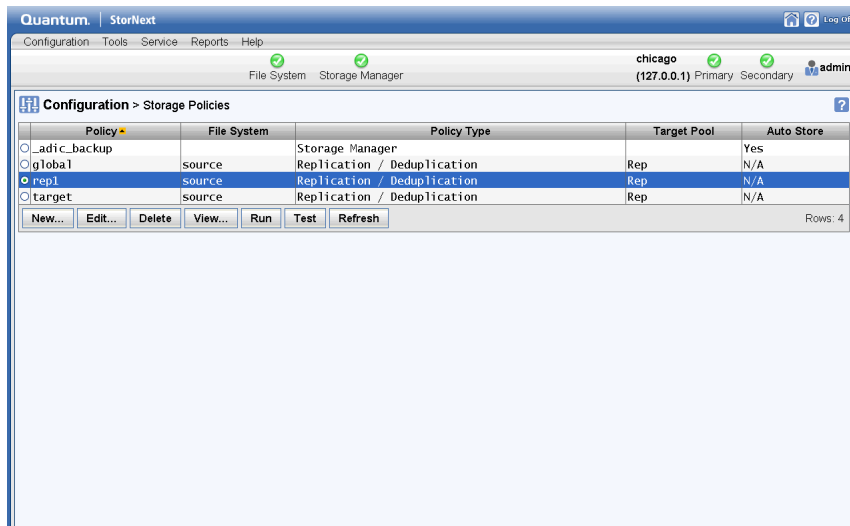 Quantum. StorNext Log Of
Configuration Tools Service Reports Help
File System Storage Manager chicago (127.0.0.1) Primary Secondary admin
Configuration > Storage Policies ?
Policy File System Policy Type Target Pool Auto Store
_adic_backup Storage Manager Yes
global source Replication / Deduplication Rep N/A
rep1 source Replication / Deduplication Rep N/A
target source Replication / Deduplication Rep N/A
New... Edit... Delete View... Run Test Refresh Rows: 4